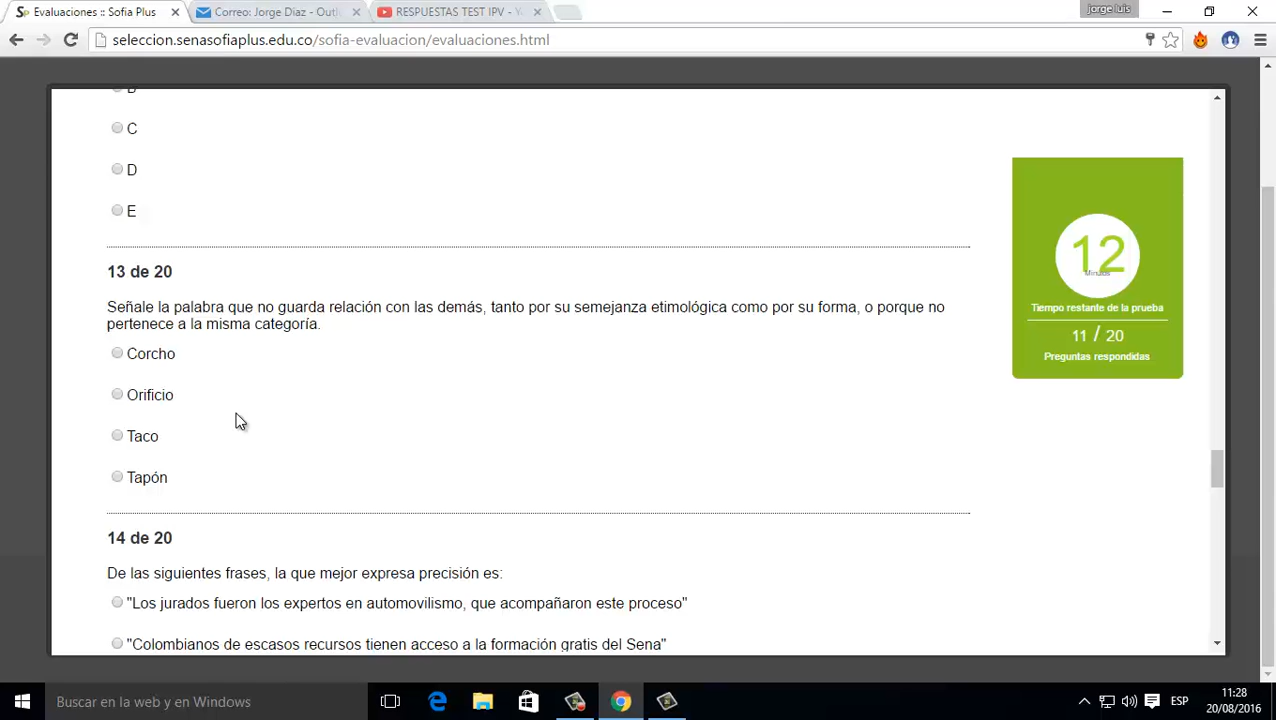 Evaluaciones :: Sofia Plus
Correo: Jorge Diaz - Outl
RESPUESTAS TEST IPV - Y
jorge luis
seleccion.senasofiaplus.edu.co/sofia-evaluacion/evaluaciones.html
C
D
E
13 de 20
Señale la palabra que no guarda relación con las demás, tanto por su semejanza etimológica como por su forma, o porque no
pertenece a la misma categoría.
Corcho
Orificio
Taco
Tapón
14 de 20
De las siguientes frases, la que mejor expresa precisión es:
"Los jurados fueron los expertos en automovilismo, que acompañaron este proceso"
"Colombianos de escasos recursos tienen acceso a la formación gratis del Sena"
12
Minutos
Tiempo restante de la prueba
11 / 20
Preguntas respondidas
Buscar en la web y en Windows
ESP
11:28
20/08/2016